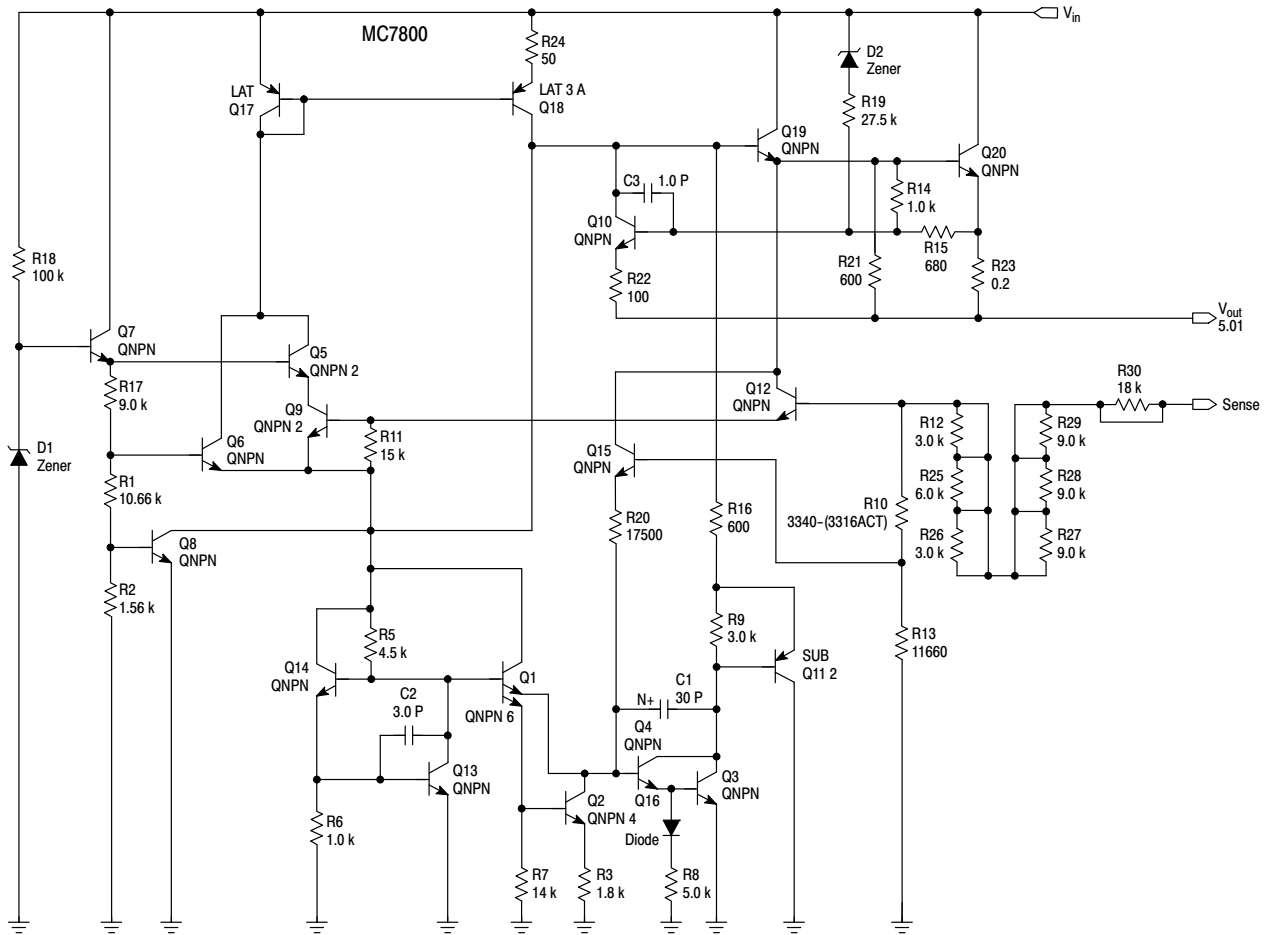 MC7800
Vin
R24
50
D2
Zener
LAT
Q17
LAT 3 A
Q18
R19
27.5 k
Q19
QNPN
Q20
QNPN
C3
1.0 P
R14
1.0 k
Q10
QNPN
R15
680
R18
100 k
R21
600
R23
0.2
R22
100
Vout
5.01
Q7
QNPN
Q5
QNPN 2
R30
18 k
R17
9.0 k
Q12
QNPN
Sense
Q9
QNPN 2
R12
3.0 k
R29
9.0 k
Q6
QNPN
R11
15 k
D1
Zener
Q15
QNPN
R25
6.0 k
R28
9.0 k
R1
10.66 k
R10
3340-(3316ACT)
R16
600
R20
17500
R26
3.0 k
R27
9.0 k
Q8
QNPN
R2
1.56 k
R9
3.0 k
R13
11660
R5
4.5 k
SUB
Q11 2
Q14
QNPN
Q1
QNPN 6
C2
3.0 P
C1
30 P
N+
Q4
QNPN
Q13
QNPN
Q3
QNPN
Q16
Q2
QNPN 4
R6
1.0 k
Diode
R7
14 k
R3
1.8 k
R8
5.0 k